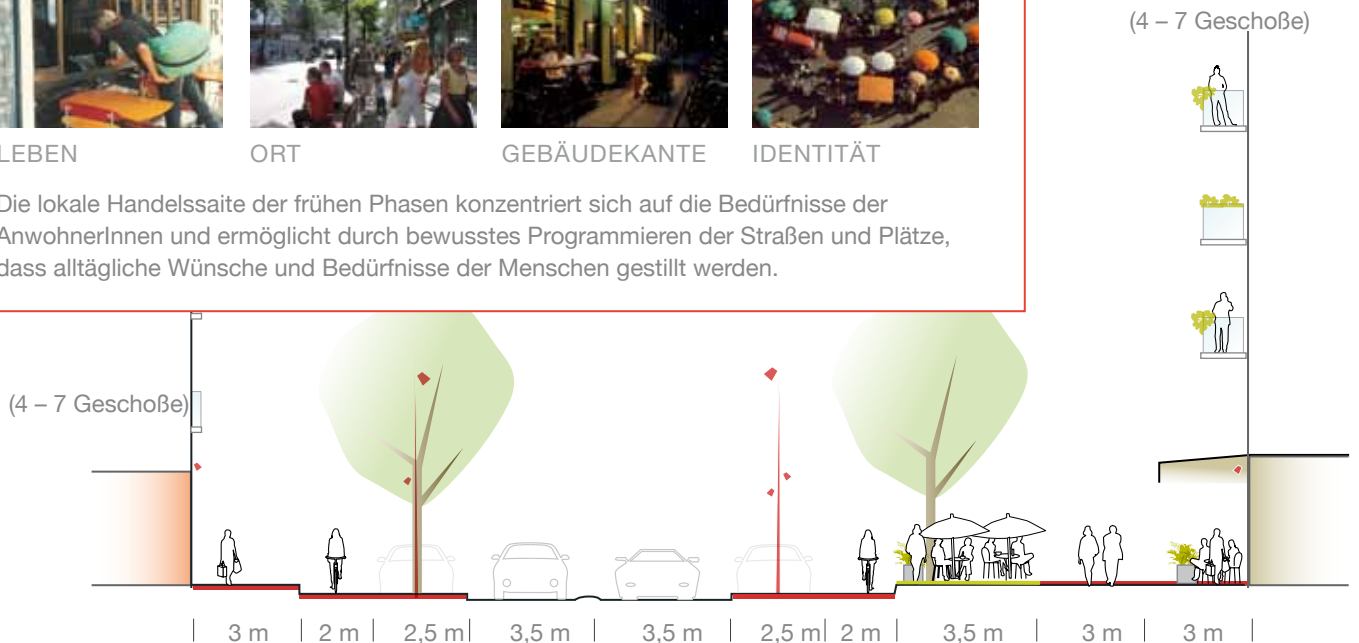 (4 – 7 Geschoße)
LEBEN
ORT
GEBÄUDEKANTE
IDENTITÄT
Die lokale Handelssaite der frühen Phasen konzentriert sich auf die Bedürfnisse der
AnwohnerInnen und ermöglicht durch bewusstes Programmieren der Straßen und Plätze,
dass alltägliche Wünsche und Bedürfnisse der Menschen gestillt werden.
(4 – 7 Geschoße)
3 m
2 m
2,5 m
3,5 m
3,5 m
2,5 m
2 m
3,5 m
3 m
3 m